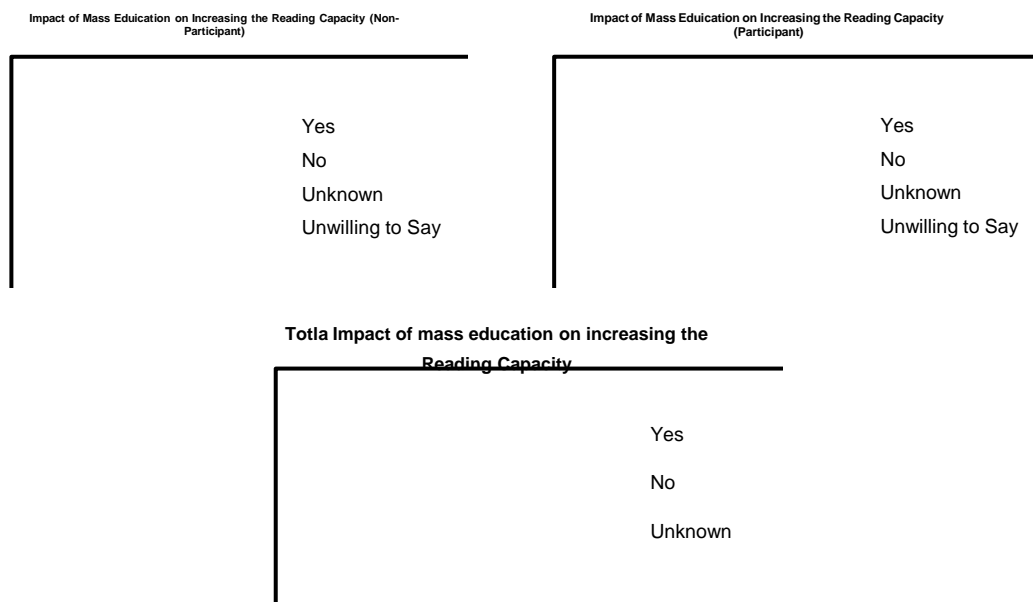 Impact of Mass Eduication on Increasing the Reading Capacity (Non-
Participant)
Yes
No
Unknown
Unwilling to Say
Impact of Mass Eduication on Increasing the Reading Capacity
(Participant)
Yes
No
Unknown
Unwilling to Say
Totla Impact of mass education on increasing the
Reading Capacity
Yes
No
Unknown